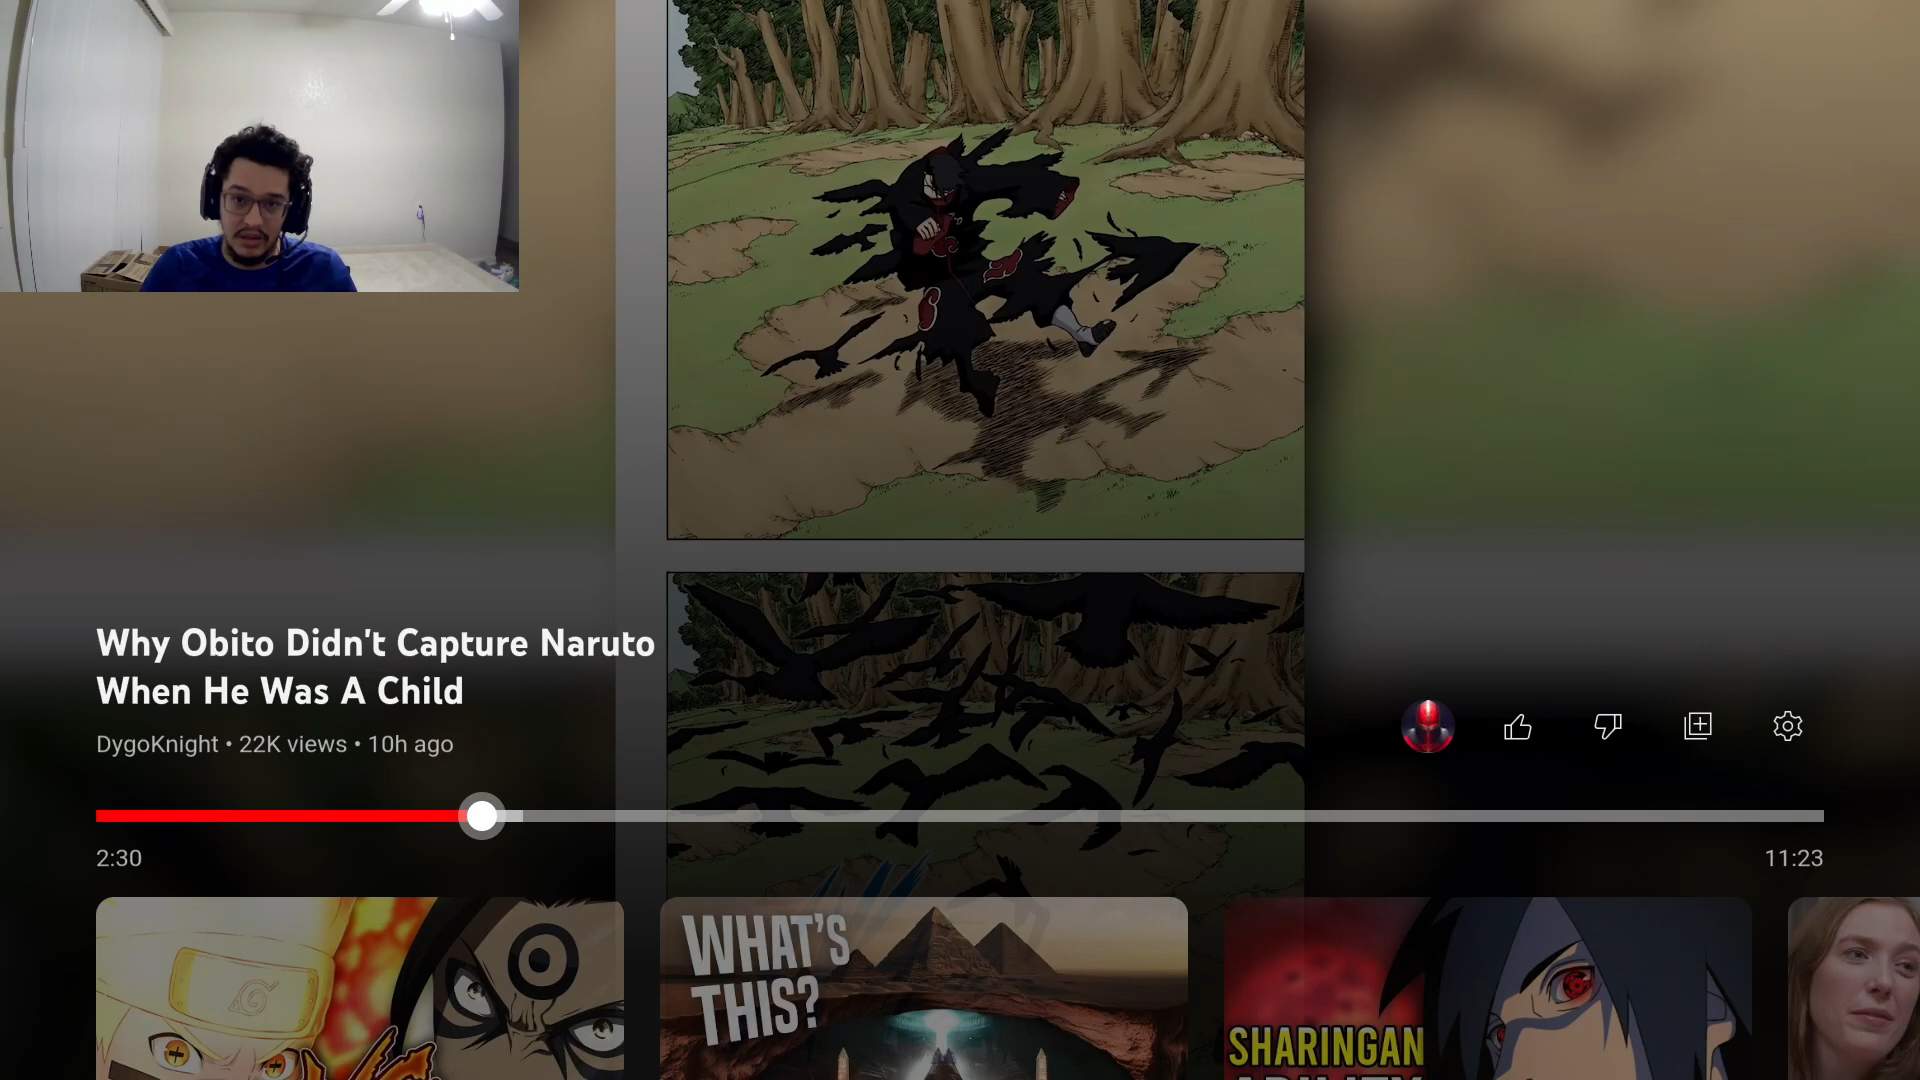 Why Obito Didn't Capture Naruto
When He Was A Child
DygoKnight • 22K views • 10h ago
2:30
11:23
WHAT'S
THIS?
SHARINGAN